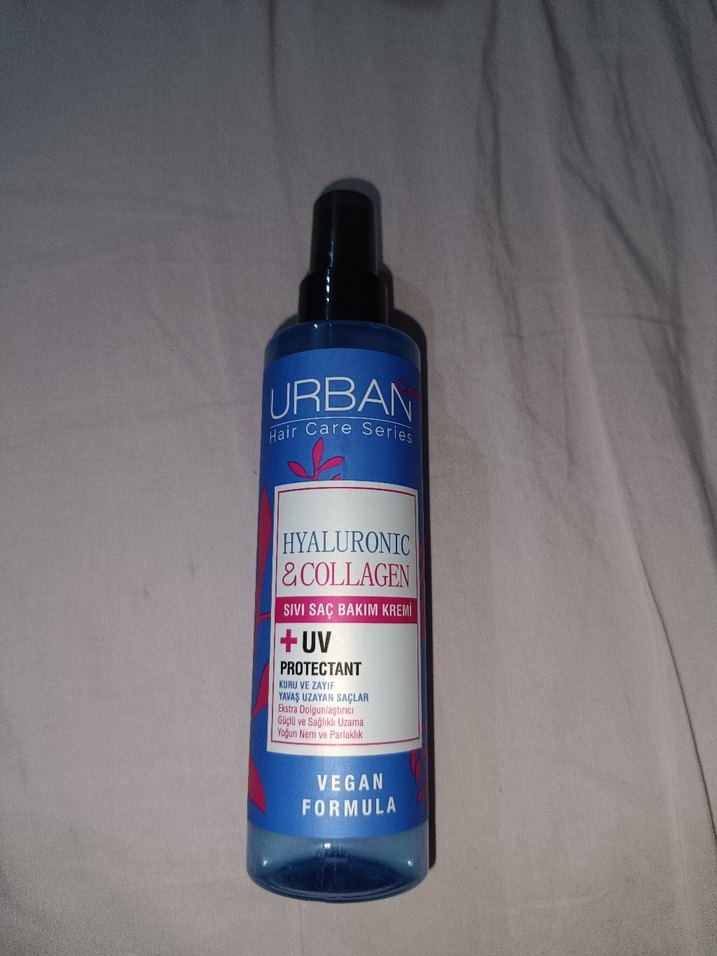 URBAN Care
Hair Care Series
HYALURONIC
& COLLAGEN
SIVI SAÇ BAKIM KREMİ
+UV
PROTECTANT
KURU VE ZAYIF
YAVAŞ UZAYAN SAÇLAR
Ekstra Dolgunlaştırıcı
Güçlü ve Sağlıklı Uzama
Yoğun Nem ve Parlaklık
VEGAN
FORMULA